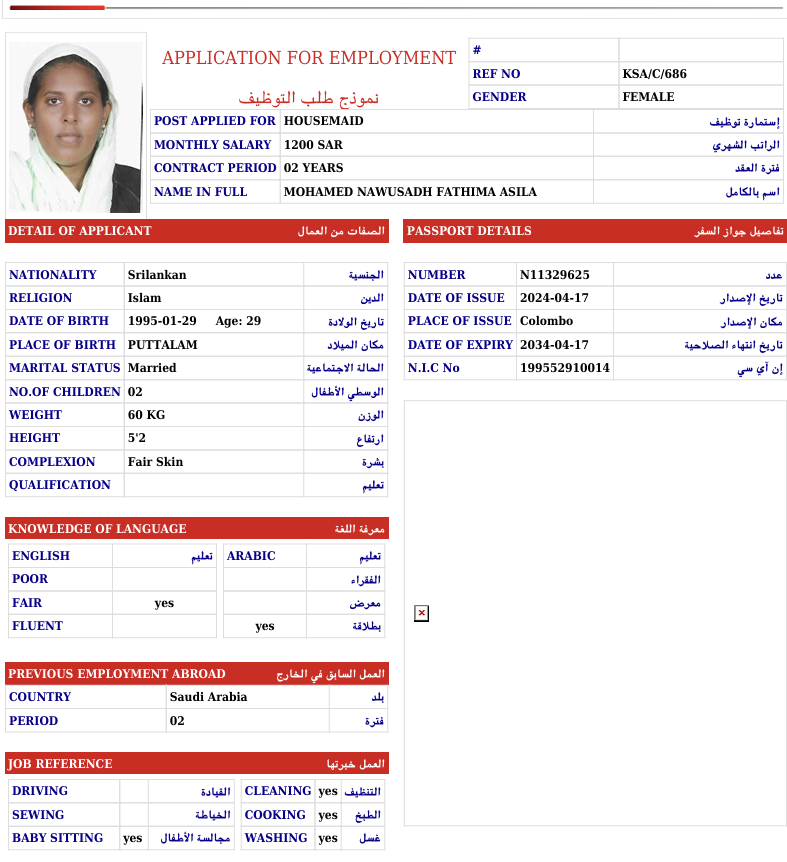 APPLICATION FOR EMPLOYMENT
نموذج طلب التوظيف
#
REF NO KSA/C/686
GENDER FEMALE
POST APPLIED FOR HOUSEMAID إستمارة توظيف
MONTHLY SALARY 1200 SAR الراتب الشهري
CONTRACT PERIOD 02 YEARS فترة العقد
NAME IN FULL MOHAMED NAWUSADH FATHIMA ASILA اسم بالكامل
DETAIL OF APPLICANT الصفات من العمال
NATIONALITY Srilankan الجنسية
RELIGION Islam الدين
DATE OF BIRTH 1995-01-29 Age: 29 تاريخ الولادة
PLACE OF BIRTH PUTTALAM مكان الميلاد
MARITAL STATUS Married الحالة الاجتماعية
NO.OF CHILDREN 02 الوسطي الأطفال
WEIGHT 60 KG الوزن
HEIGHT 5'2 ارتفاع
COMPLEXION Fair Skin بشرة
QUALIFICATION تعليم
PASSPORT DETAILS تفاصيل جواز السفر
NUMBER N11329625 عدد
DATE OF ISSUE 2024-04-17 تاريخ الإصدار
PLACE OF ISSUE Colombo مكان الإصدار
DATE OF EXPIRY 2034-04-17 تاريخ انتهاء الصلاحية
N.I.C No 199552910014 إن آي سي
KNOWLEDGE OF LANGUAGE معرفة اللغة
ENGLISH تعليم ARABIC تعليم
POOR الفقراء
FAIR yes معرض
FLUENT yes بطلاقة
PREVIOUS EMPLOYMENT ABROAD العمل السابق في الخارج
COUNTRY Saudi Arabia بلد
PERIOD 02 فترة
JOB REFERENCE العمل خبرتها
DRIVING القيادة CLEANING yes التنظيف
SEWING الخياطة COOKING yes الطبخ
BABY SITTING yes مجالسة الأطفال WASHING yes غسل